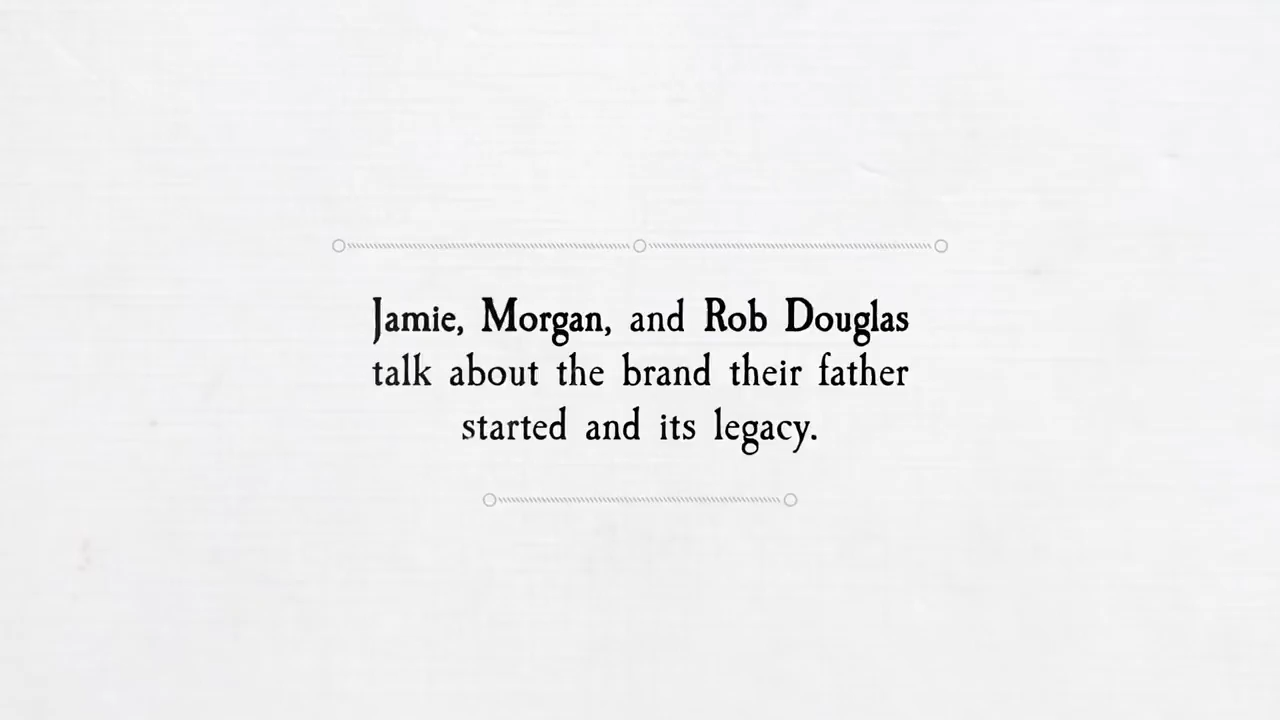 Jamie, Morgan, and Rob Douglas
talk about the brand their father
started and its legacy.